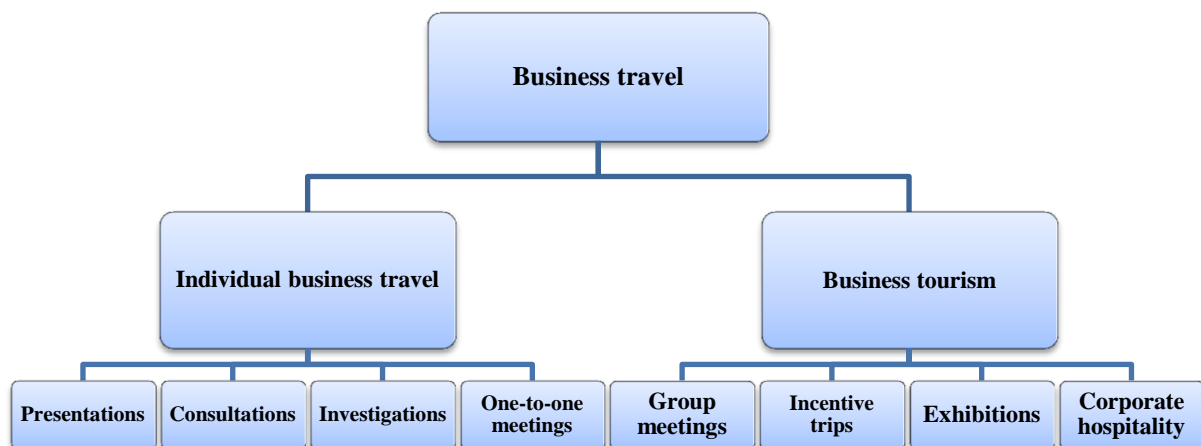 Business travel
Individual business travel
Business tourism
Presentations
Consultations
Investigations
One-to-one
meetings
Group
meetings
Incentive
trips
Exhibitions
Corporate
hospitality